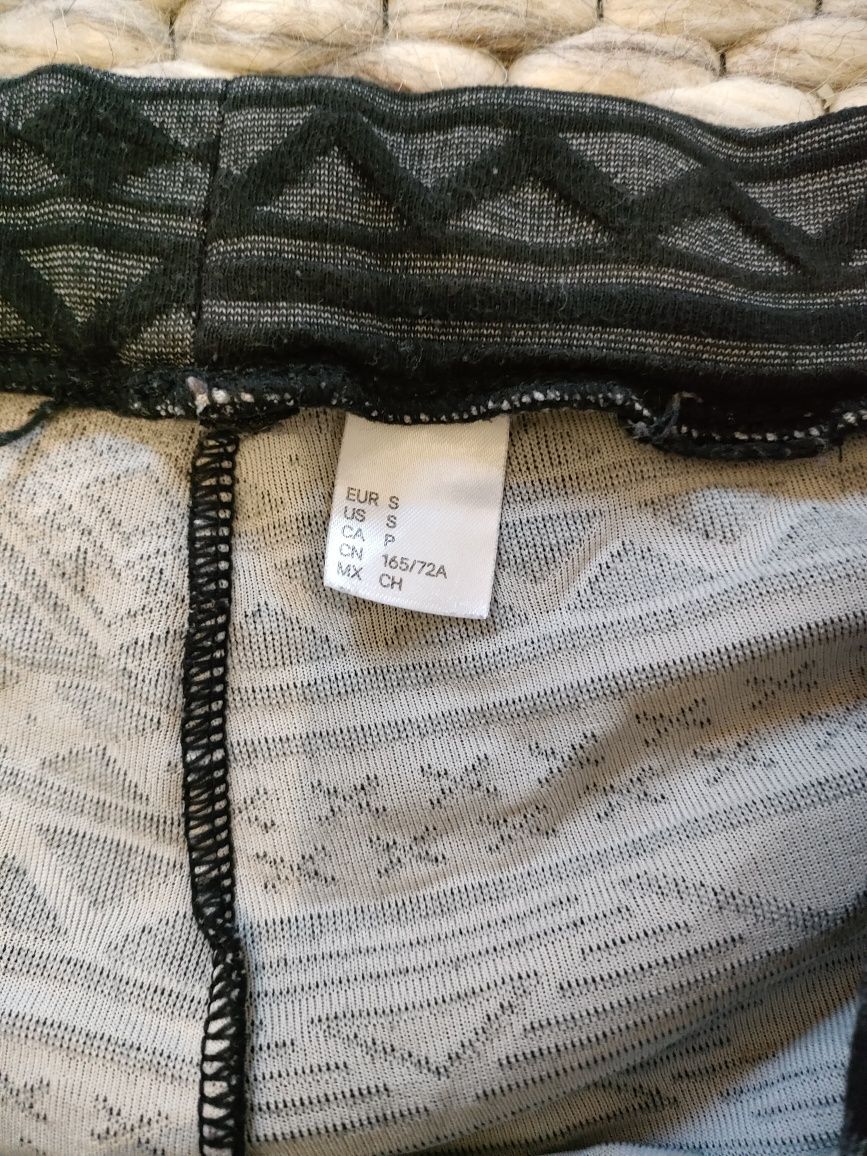 EUR S
US S
CA P
CN 165/72A
MX CH